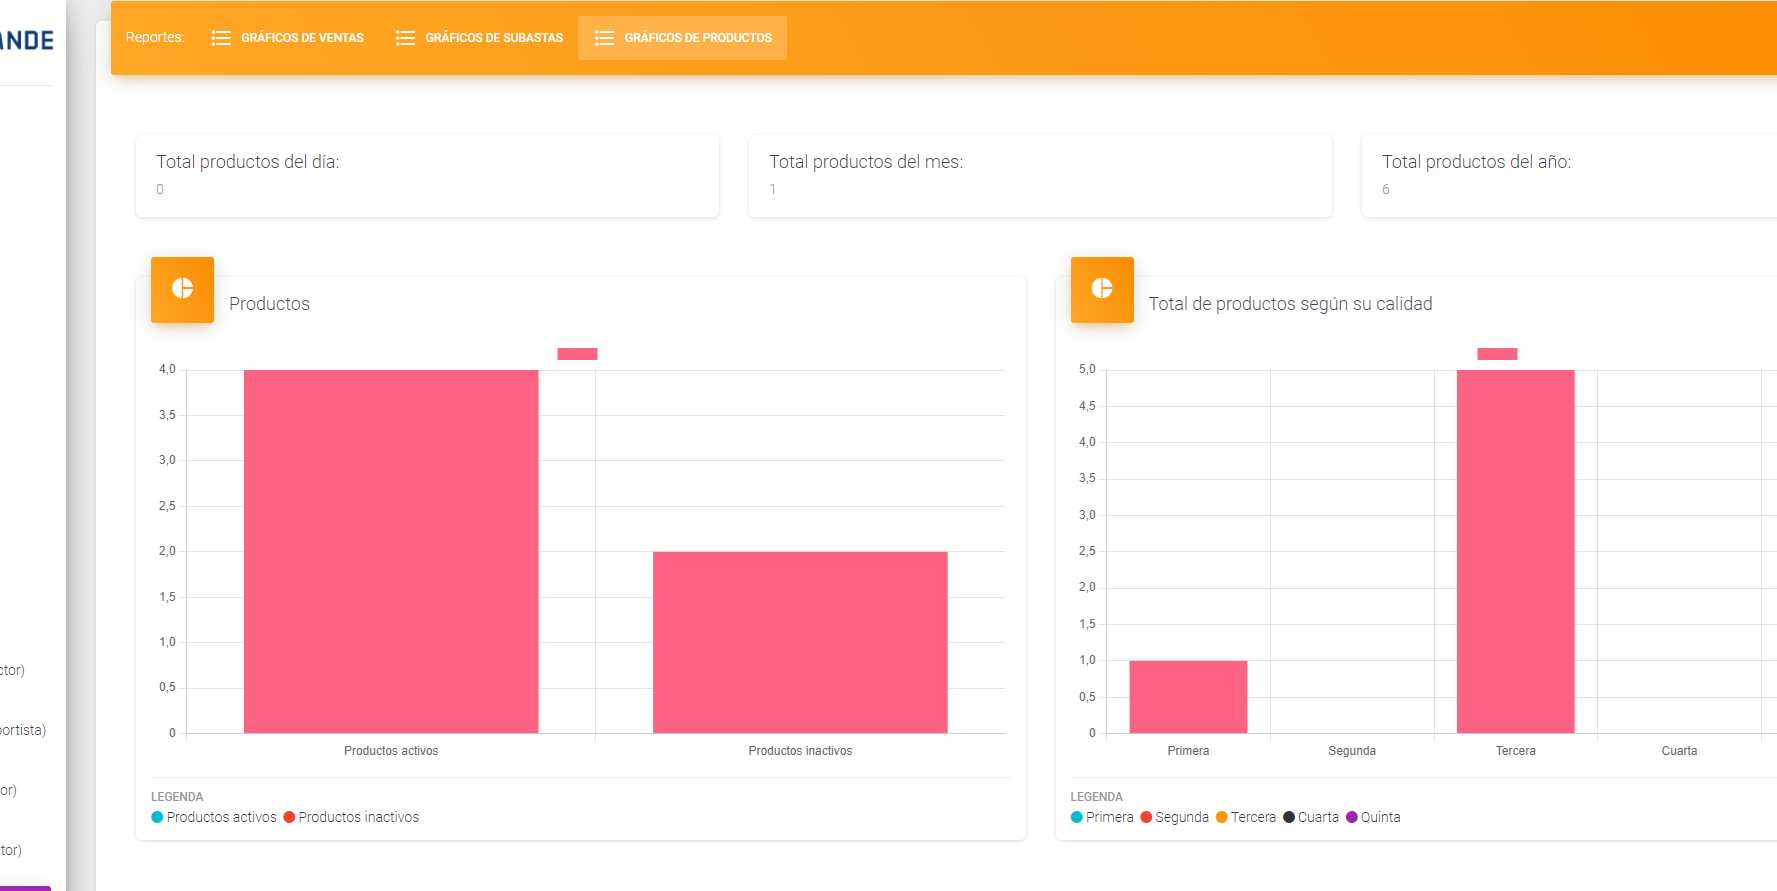 ANDE
Reportes: GRÁFICOS DE VENTAS GRÁFICOS DE SUBASTAS GRÁFICOS DE PRODUCTOS
Total productos del día:
0
Total productos del mes:
1
Total productos del año:
6
Productos
4,0
3,5
3,0
2,5
2,0
1,5
1,0
0,5
0
Productos activos Productos inactivos
LEGENDA
Productos activos Productos inactivos
Total de productos según su calidad
5,0
4,5
4,0
3,5
3,0
2,5
2,0
1,5
1,0
0,5
0
Primera Segunda Tercera Cuarta
LEGENDA
Primera Segunda Tercera Cuarta Quinta
ctor)
portista)
or)
tor)